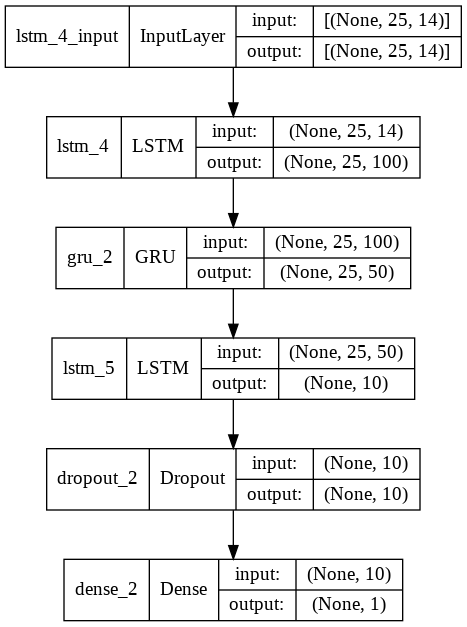 lstm_4_input InputLayer input: [(None, 25, 14)]
output: [(None, 25, 14)]
lstm_4 LSTM input: (None, 25, 14)
output: (None, 25, 100)
gru_2 GRU input: (None, 25, 100)
output: (None, 25, 50)
lstm_5 LSTM input: (None, 25, 50)
output: (None, 10)
dropout_2 Dropout input: (None, 10)
output: (None, 10)
dense_2 Dense input: (None, 10)
output: (None, 1)